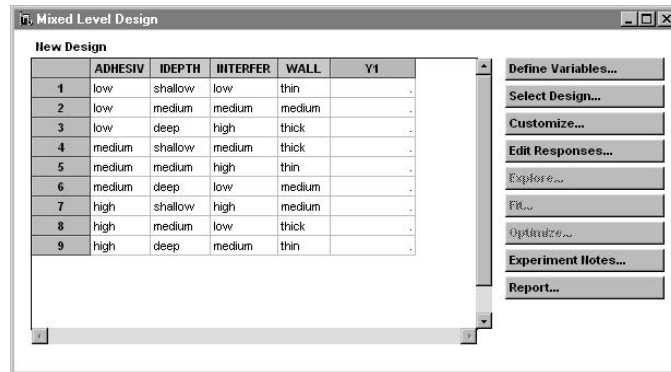 Mixed Level Design
New Design
ADHESIV IDEPTH INTERFER WALL Y1
1 low shallow low thin .
2 low medium medium medium .
3 low deep high thick .
4 medium shallow medium thick .
5 medium medium high thin .
6 medium deep low medium .
7 high shallow high medium .
8 high medium low thick .
9 high deep medium thin .
Define Variables...
Select Design...
Customize...
Edit Responses...
Explore...
Fit...
Optimize...
Experiment Notes...
Report...